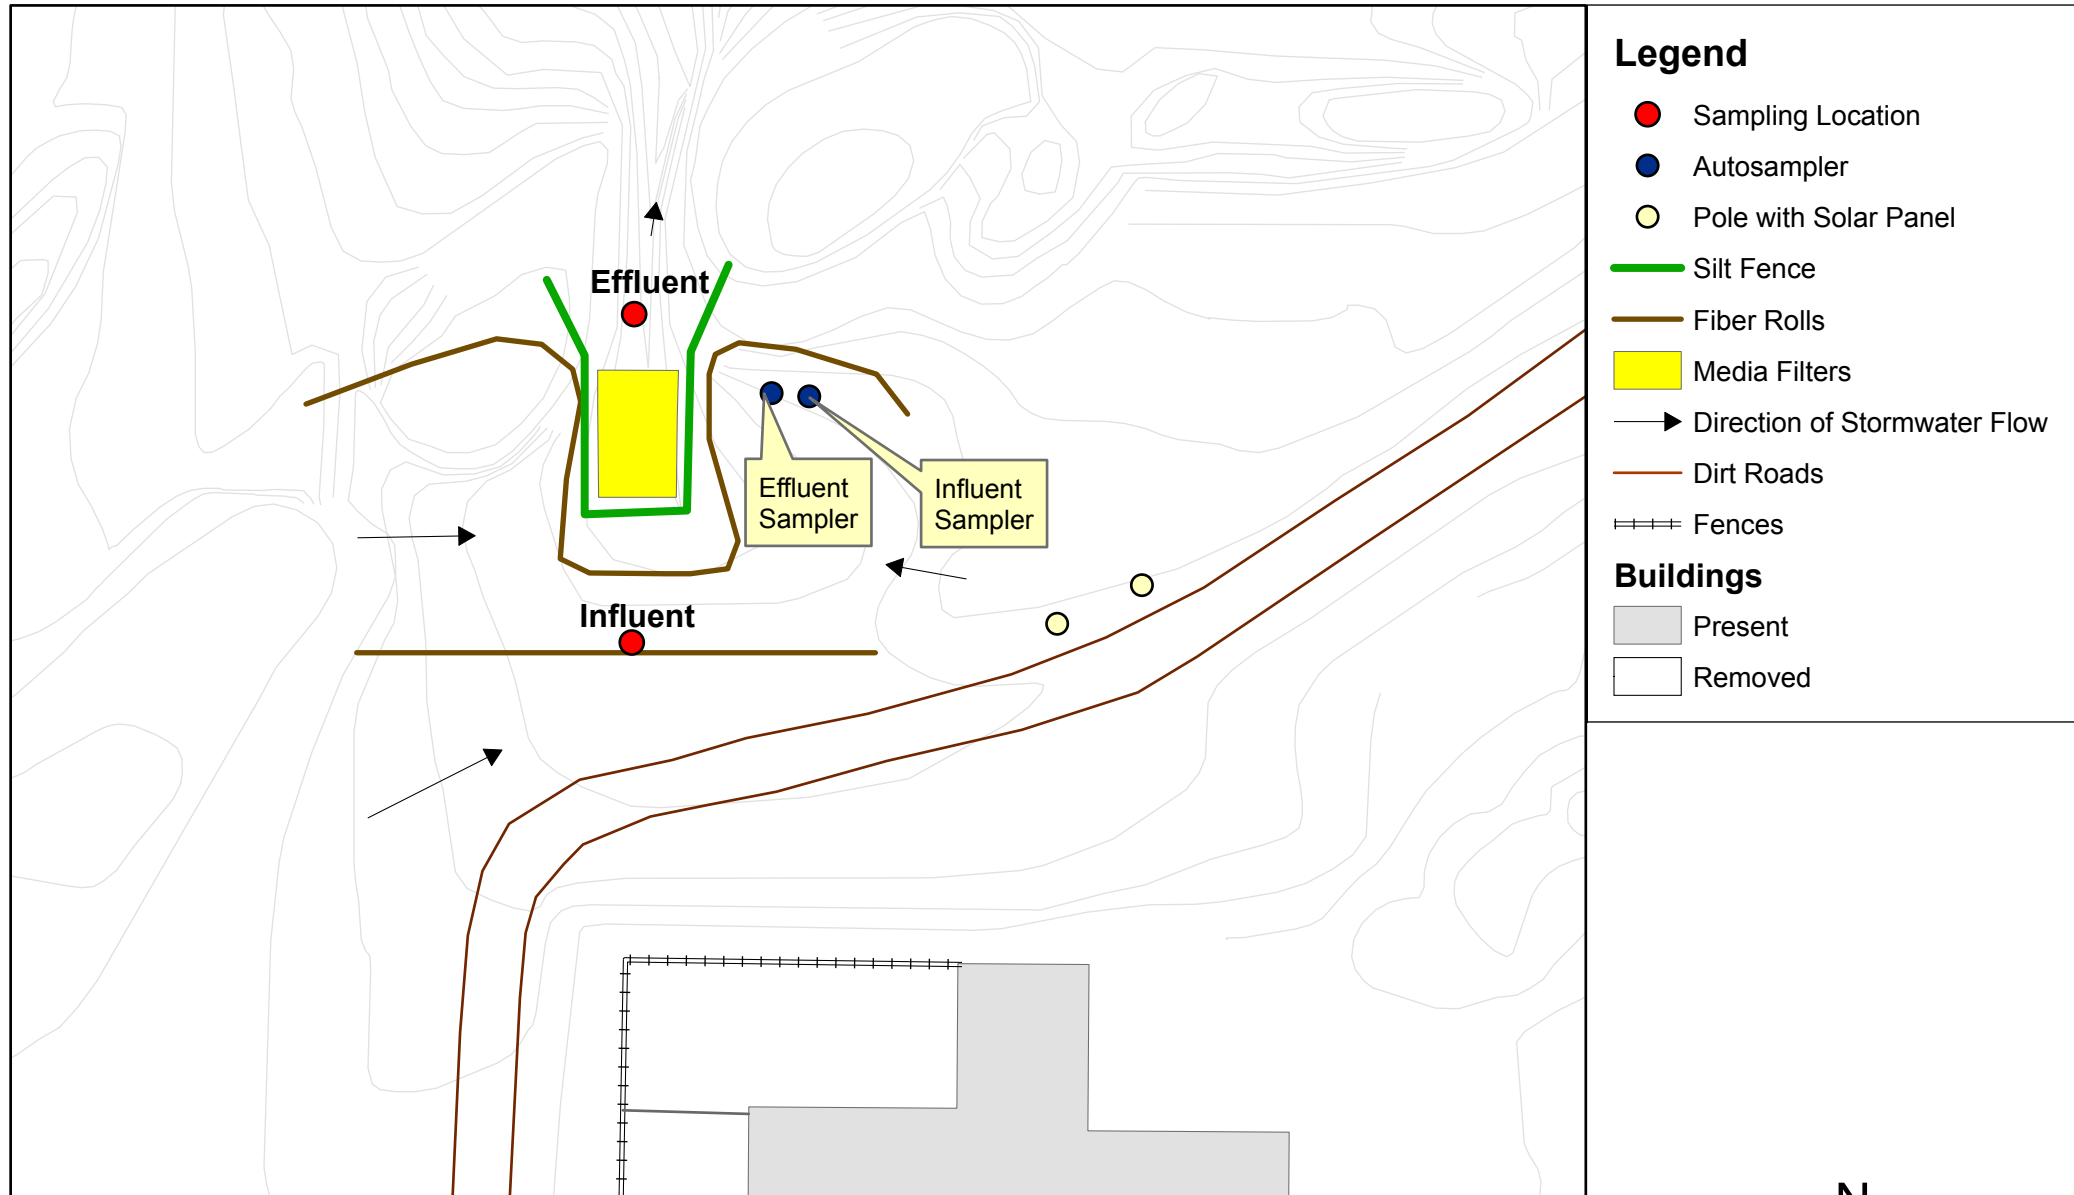 Effluent
Effluent
Sampler
Influent
Sampler
Influent
Legend
Sampling Location
Autosampler
Pole with Solar Panel
Silt Fence
Fiber Rolls
Media Filters
Direction of Stormwater Flow
Dirt Roads
Fences
Buildings
Present
Removed
N